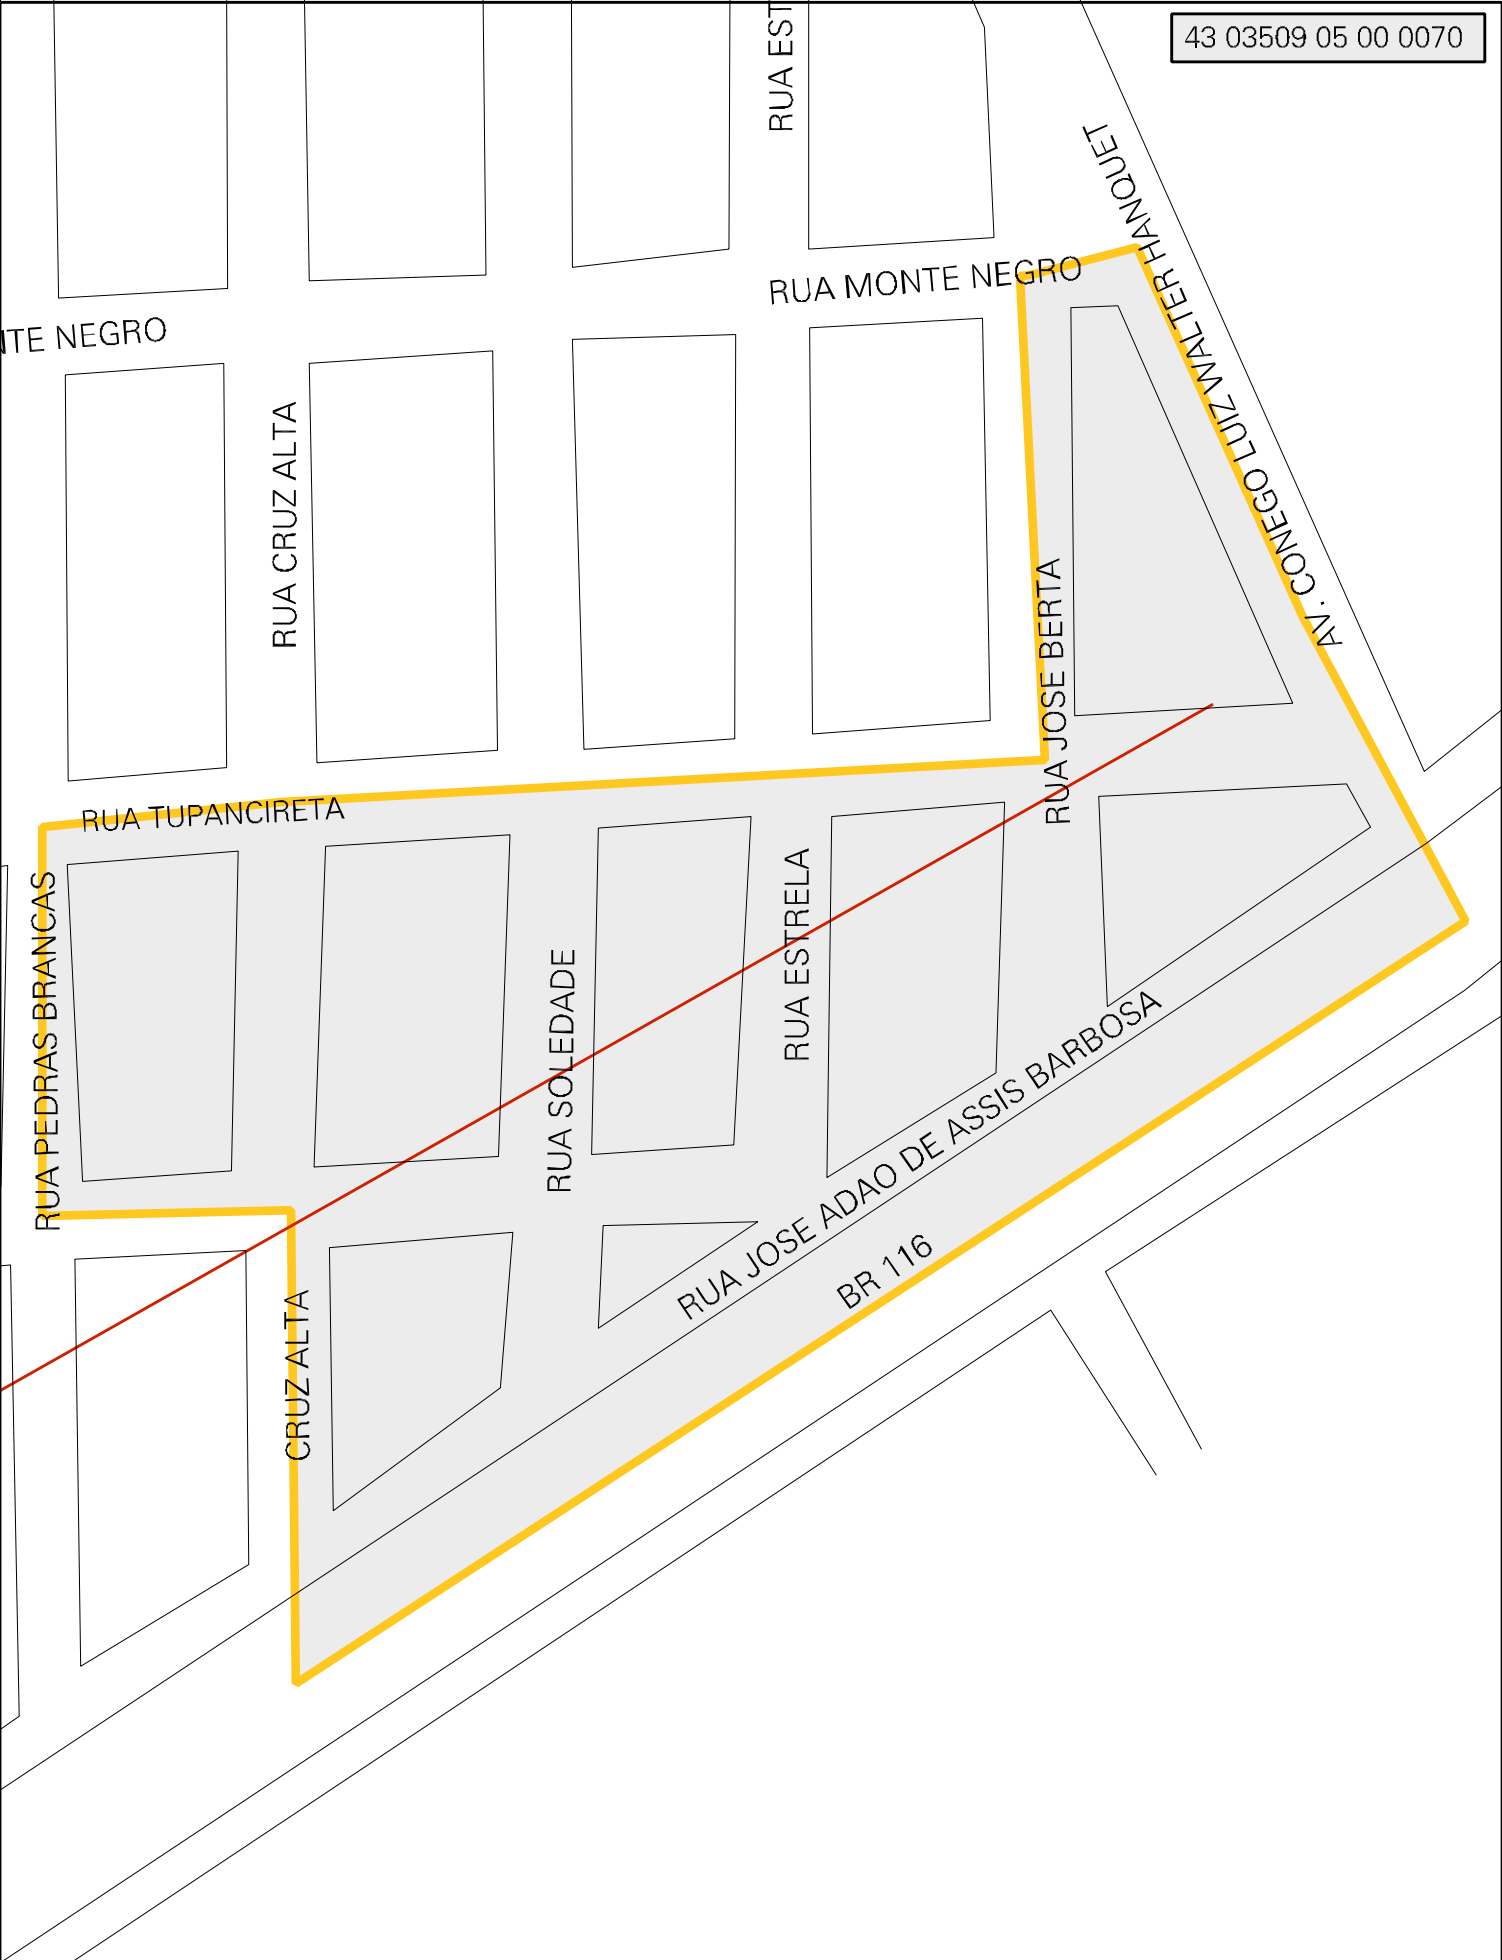 43 03509 05 00 0070
RUA EST
AV. CONEGO LUIZ WALTER HANQUET
RUA MONTE NEGRO
NTE NEGRO
RUA CRUZ ALTA
RUA JOSE BERTA
RUA TUPANCIRETA
RUA PEDRAS BRANCAS
RUA ESTRELA
RUA SOLEDADE
RUA JOSE ADAO DE ASSIS BARBOSA
BR 116
CRUZ ALTA